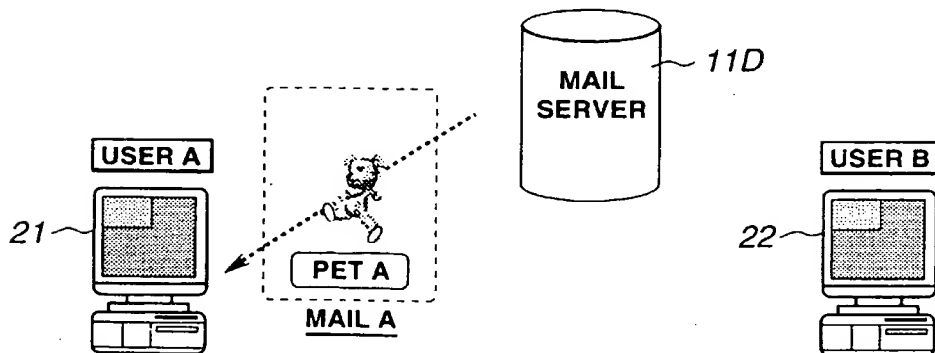 11D
MAIL
SERVER
USER A
USER B
21
22
PET A
MAIL A